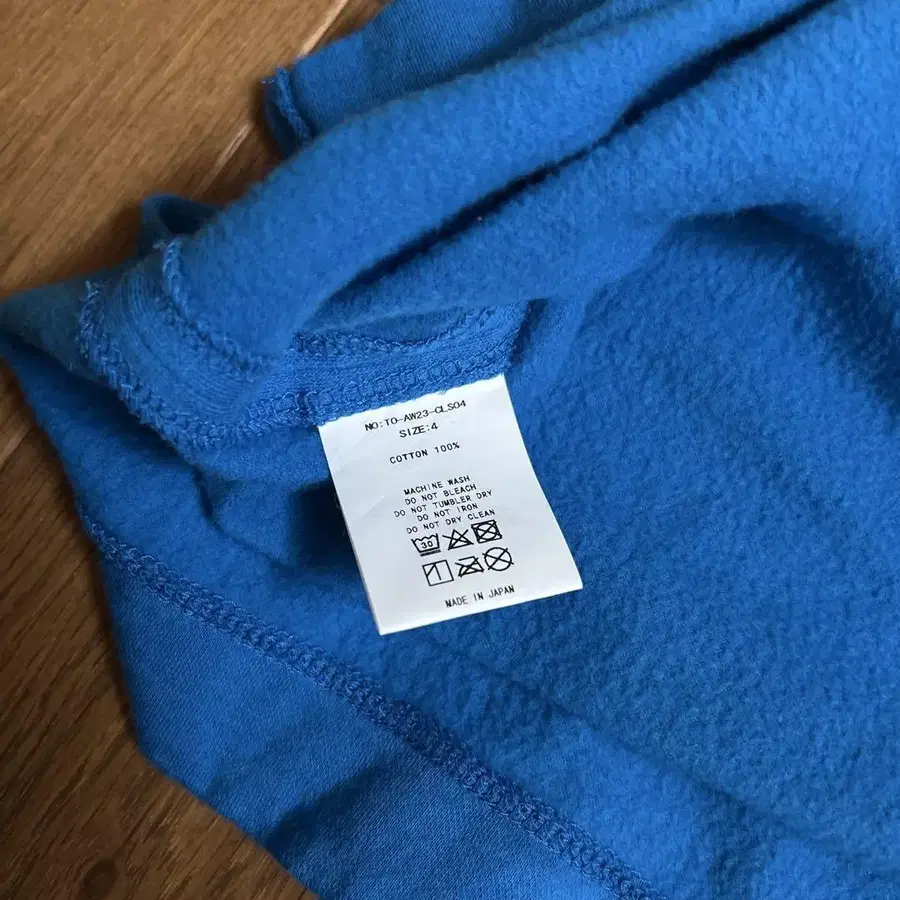 NO:TO-AW23-CLS04
SIZE:4
COTTON 100%
MACHINE WASH
DO NOT BLEACH
DO NOT TUMBLER DRY
DO NOT IRON
DO NOT DRY CLEAN
30
MADE IN JAPAN